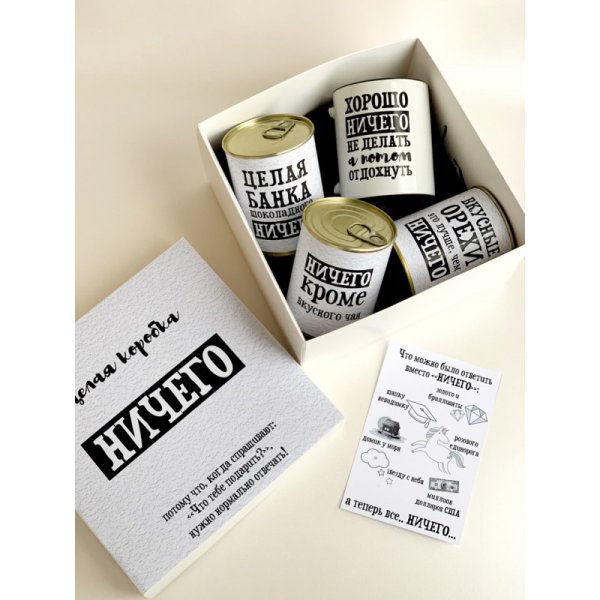 ХОРОШО
НИЧЕГО
НЕ ДЕЛАТЬ
а потом
ОТДОХНУТЬ
ЦЕЛАЯ
БАНКА
ШОКОЛАДНОГО
НИЧЕГО
НИЧЕГО
КРОМЕ
ВКУСНОГО ЧАЯ
ВКУСНЫЕ
ОРЕХИ
это лучше, чем
НИЧЕГО
целая коробка
НИЧЕГО
потому что, когда спрашивают:
«Что тебе подарить?»,
нужно нормально отвечать!
Что можно было ответить
вместо «НИЧЕГО»:
золото и
бриллианты
шапку
невидимку
розового
единорога
домик у моря
звезду с неба
миллион
долларов США
а теперь все.. НИЧЕГО...